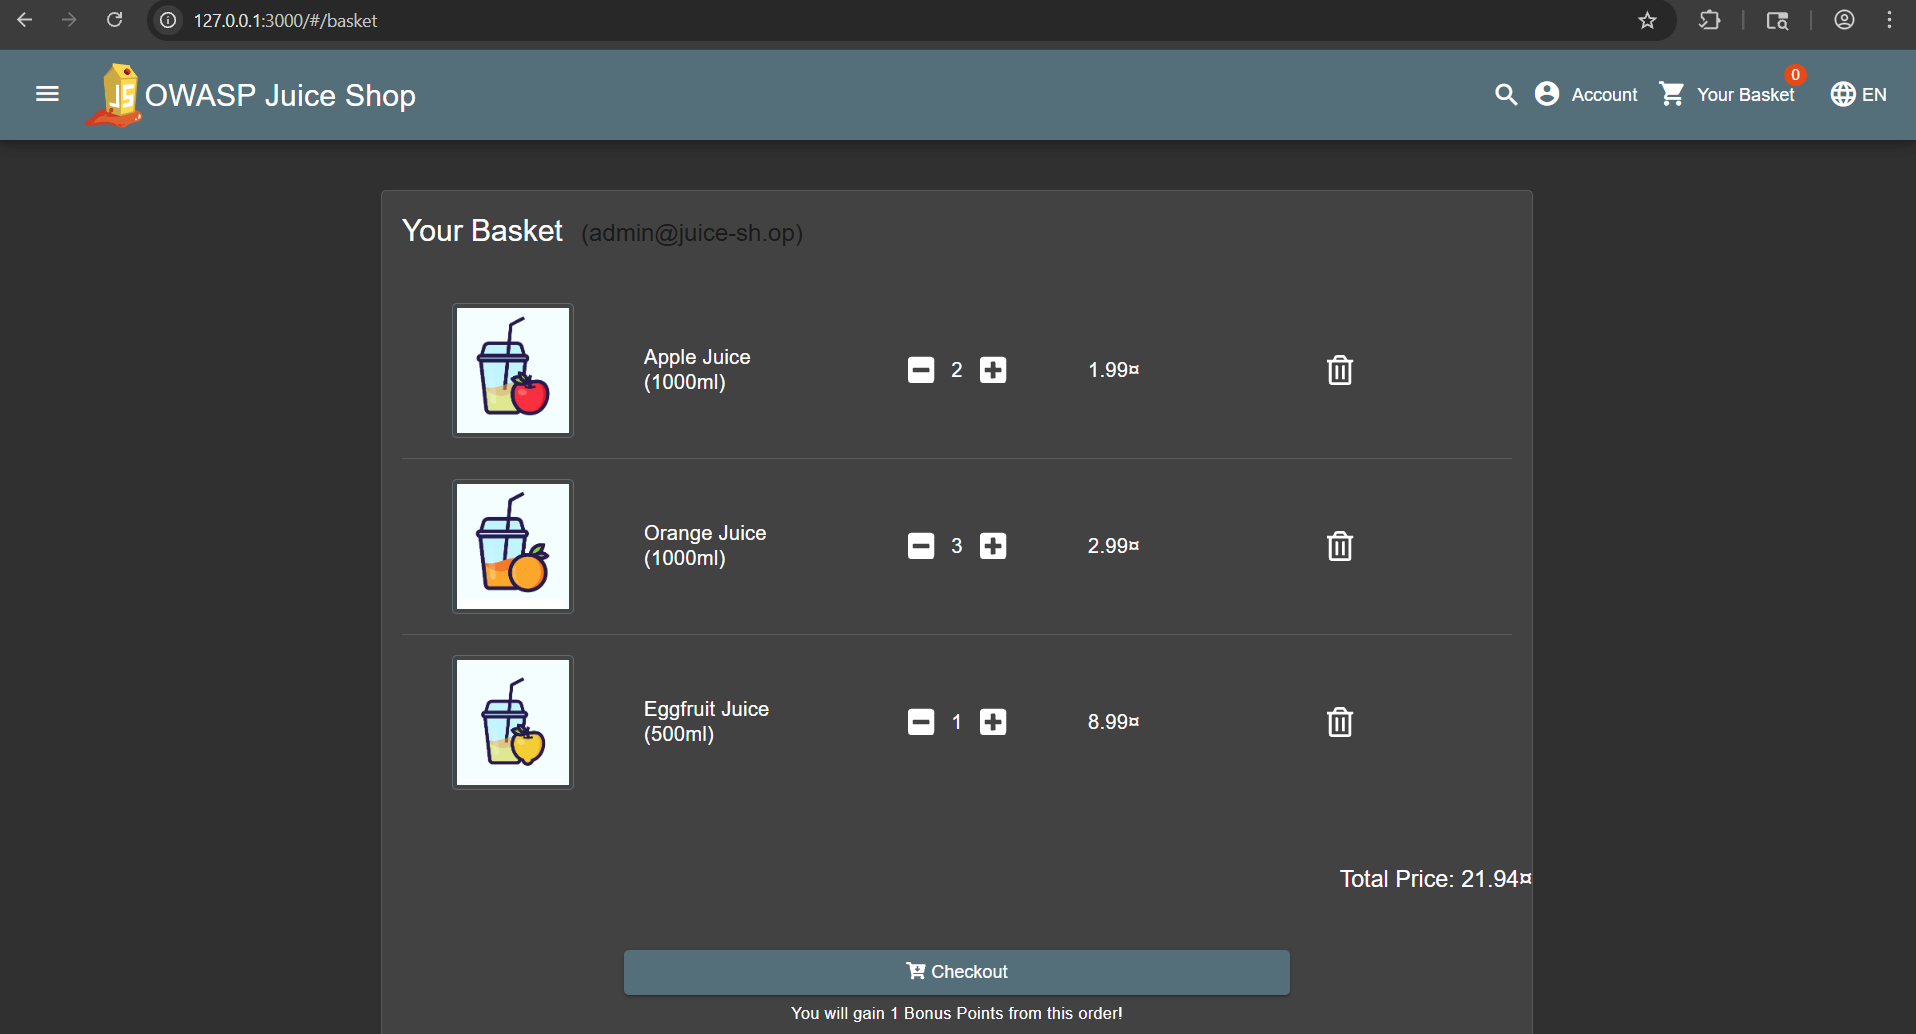 127.0.0.1:3000/#/basket
JS OWASP Juice Shop
Account
0
Your Basket
EN
Your Basket (admin@juice-sh.op)
Apple Juice
(1000ml)
2
1.99¤
Orange Juice
(1000ml)
3
2.99¤
Eggfruit Juice
(500ml)
1
8.99¤
Total Price: 21.94¤
Checkout
You will gain 1 Bonus Points from this order!